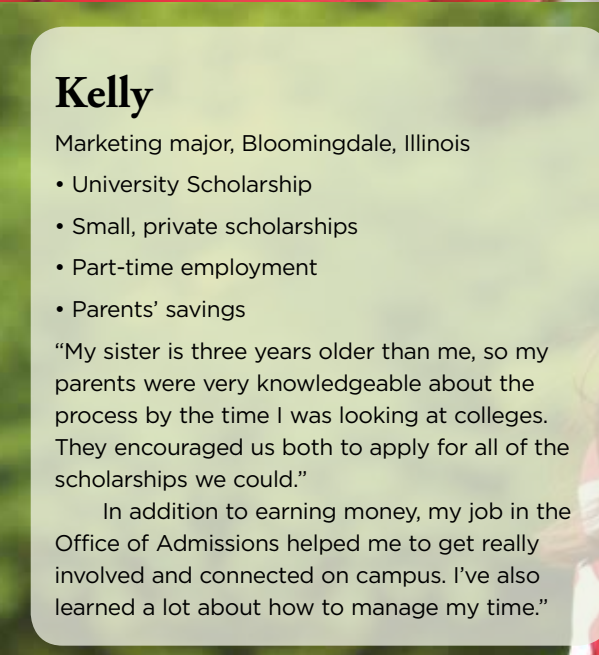 Kelly
Marketing major, Bloomingdale, Illinois
• University Scholarship
• Small, private scholarships
• Part-time employment
• Parents’ savings
“My sister is three years older than me, so my
parents were very knowledgeable about the
process by the time I was looking at colleges.
They encouraged us both to apply for all of the
scholarships we could.”
In addition to earning money, my job in the
Office of Admissions helped me to get really
involved and connected on campus. I’ve also
learned a lot about how to manage my time.”